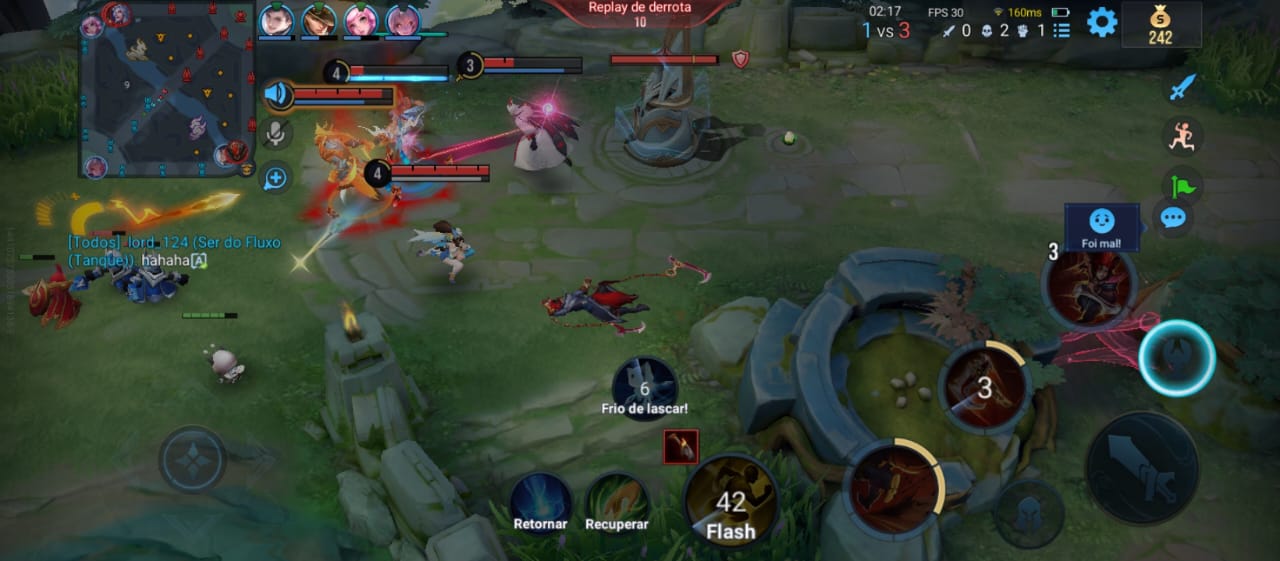 Replay de derrota
10
02:17
FPS 30
160ms
1 vs 3
0
2
1
242
4
3
9
4
[Todos] .lord_124 (Ser do Fluxo
(Tanque)): hahaha[A]
Foi mal!
3
6
Frio de lascar!
3
42
Flash
Retornar
Recuperar